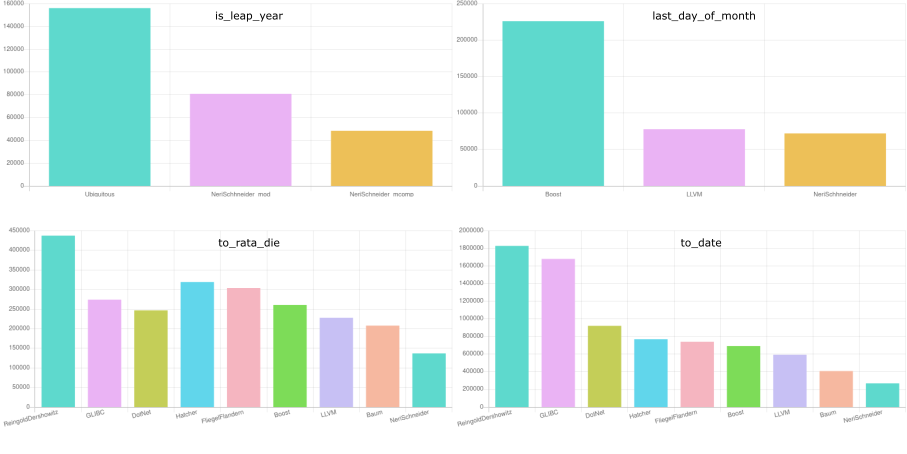 is_leap_year
160000
140000
120000
100000
80000
60000
40000
20000
0
Ubiquitous
NeriSchhneider_mod
NeriSchhneider_mcomp
last_day_of_month
250000
200000
150000
100000
50000
0
Boost
LLVM
NeriSchhneider
to_rata_die
450000
400000
350000
300000
250000
200000
150000
100000
50000
0
ReingoldDershowitz
GLIBC
DotNet
Hatcher
FliegelFlandern
Boost
LLVM
Baum
NeriSchneider
to_date
2000000
1800000
1600000
1400000
1200000
1000000
800000
600000
400000
200000
0
ReingoldDershowitz
GLIBC
DotNet
Hatcher
FliegelFlandern
Boost
LLVM
Baum
NeriSchneider